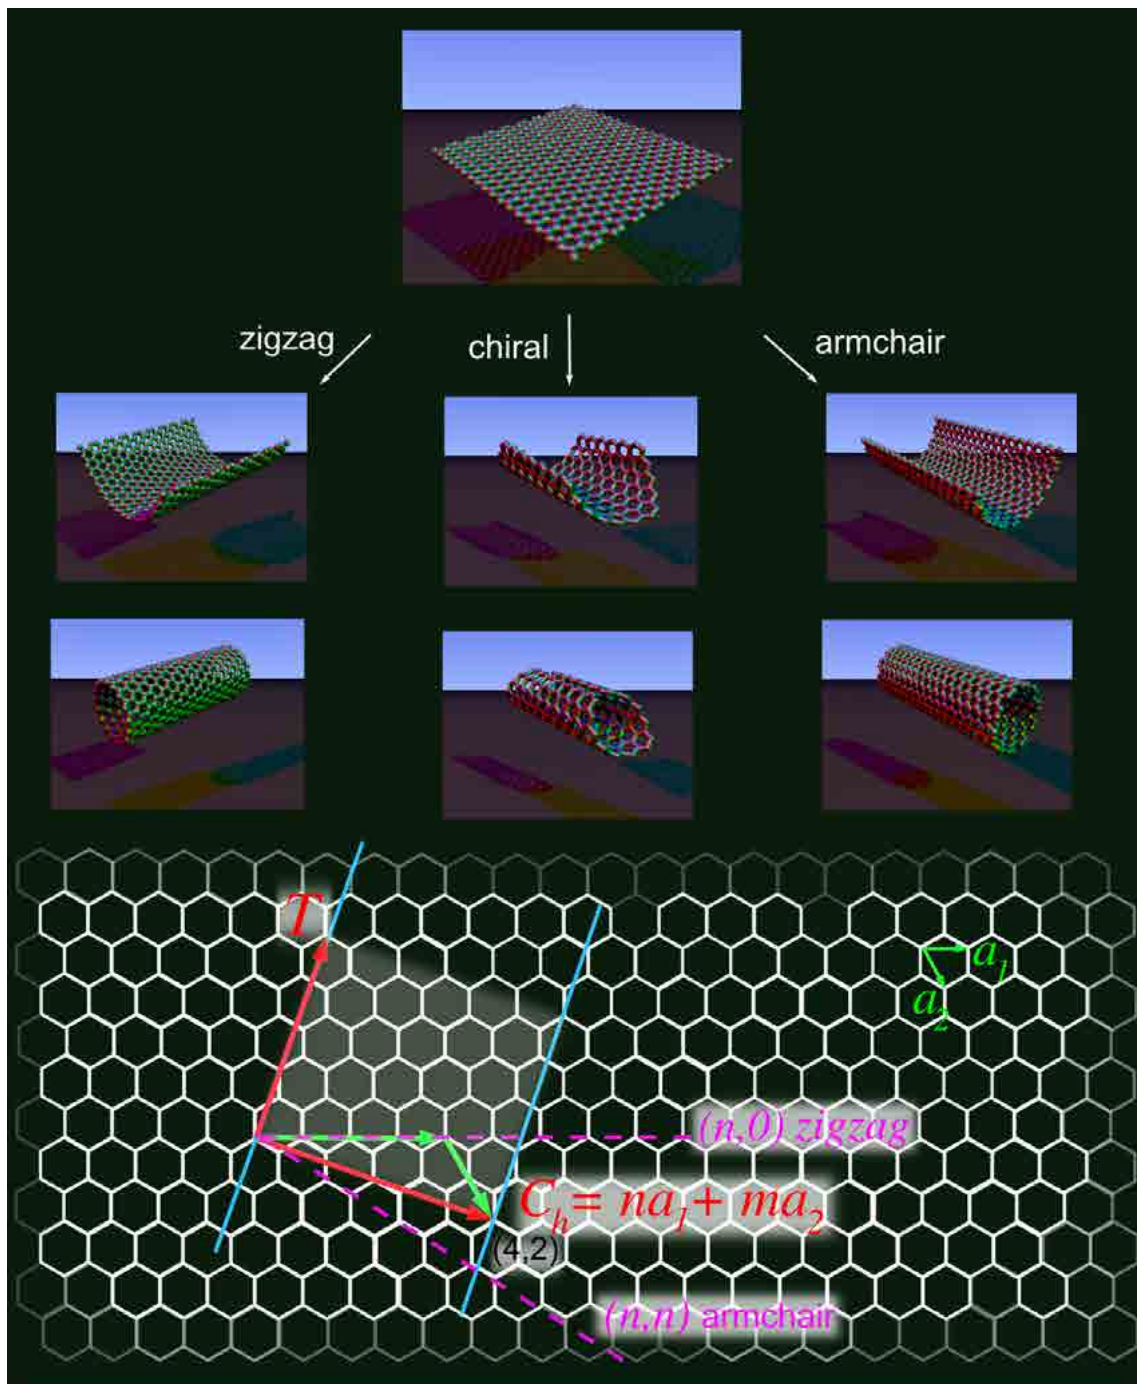 zigzag
chiral
armchair
T
a1
a2
(n,0) zigzag
Ch= na1+ ma2
(4,2)
(n,n) armchair